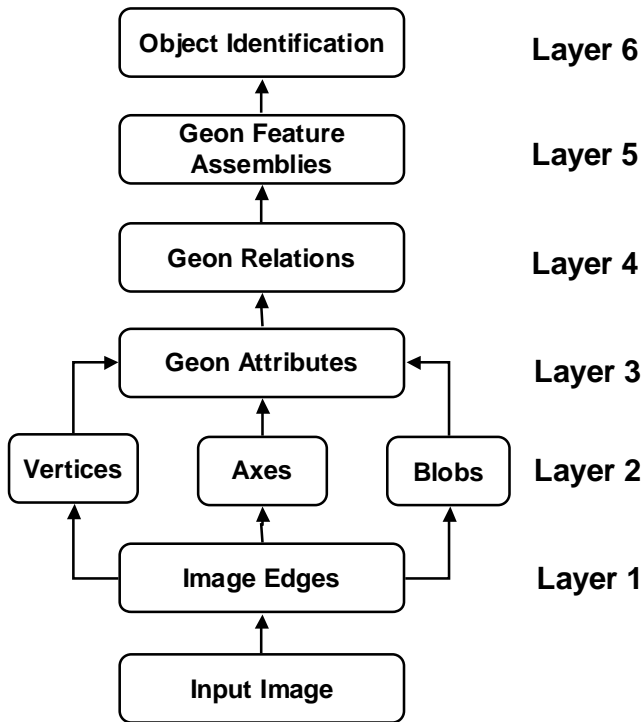 Object Identification
Layer 6
Geon Feature
Assemblies
Layer 5
Geon Relations
Layer 4
Geon Attributes
Layer 3
Vertices
Axes
Blobs
Layer 2
Image Edges
Layer 1
Input Image